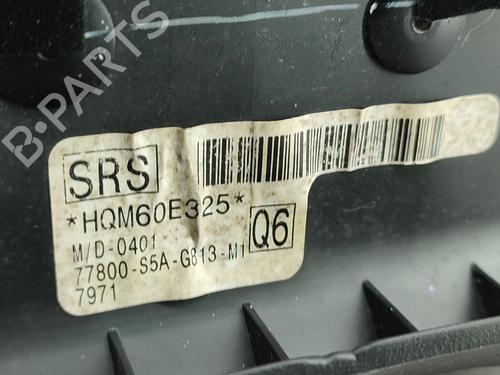 B-PARTS
SRS
*HQM60E325*
Q6
M/D-0401
77800-S5A-G813-M1
7971